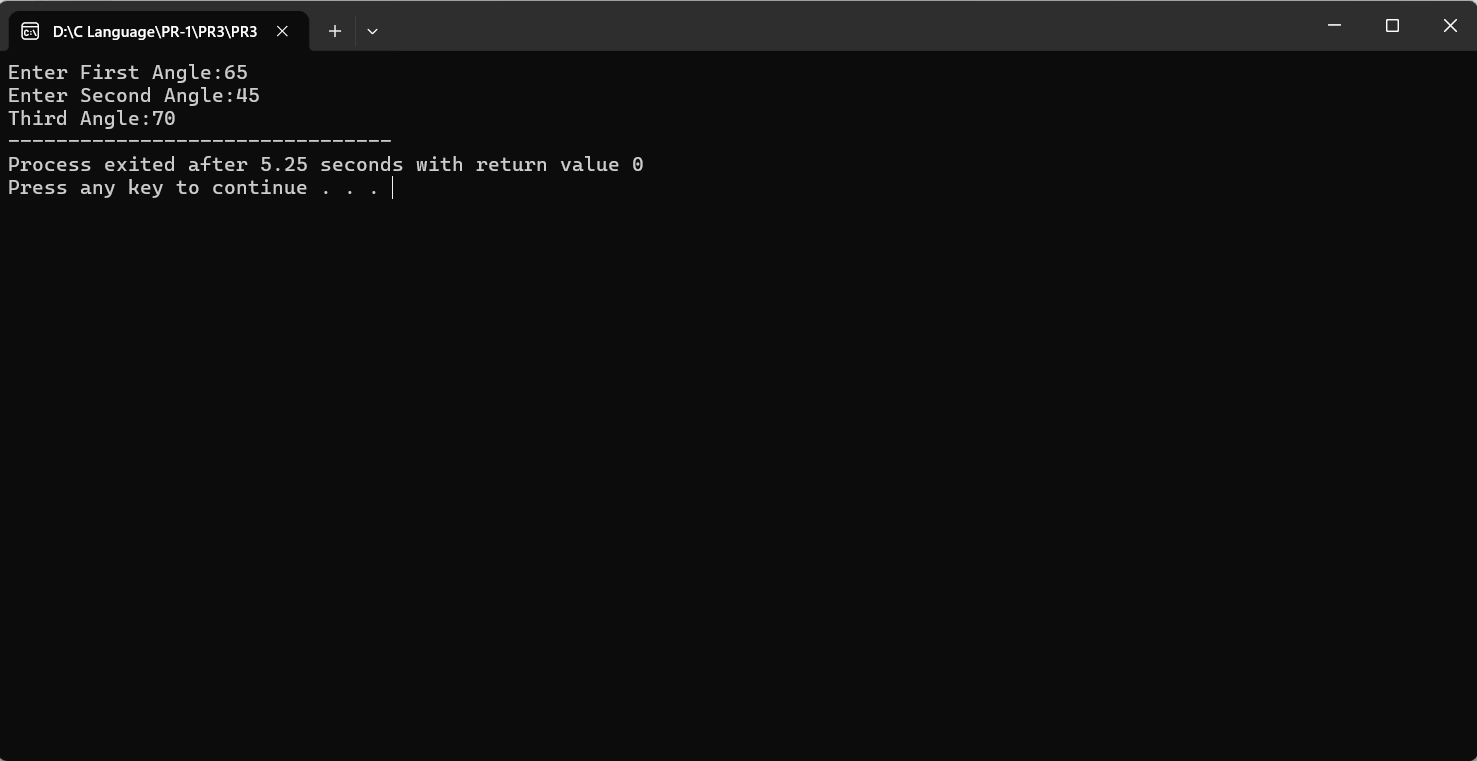 D:\C Language\PR-1\PR3\PR3
Enter First Angle:65
Enter Second Angle:45
Third Angle:70
--------------------------------
Process exited after 5.25 seconds with return value 0
Press any key to continue . . .